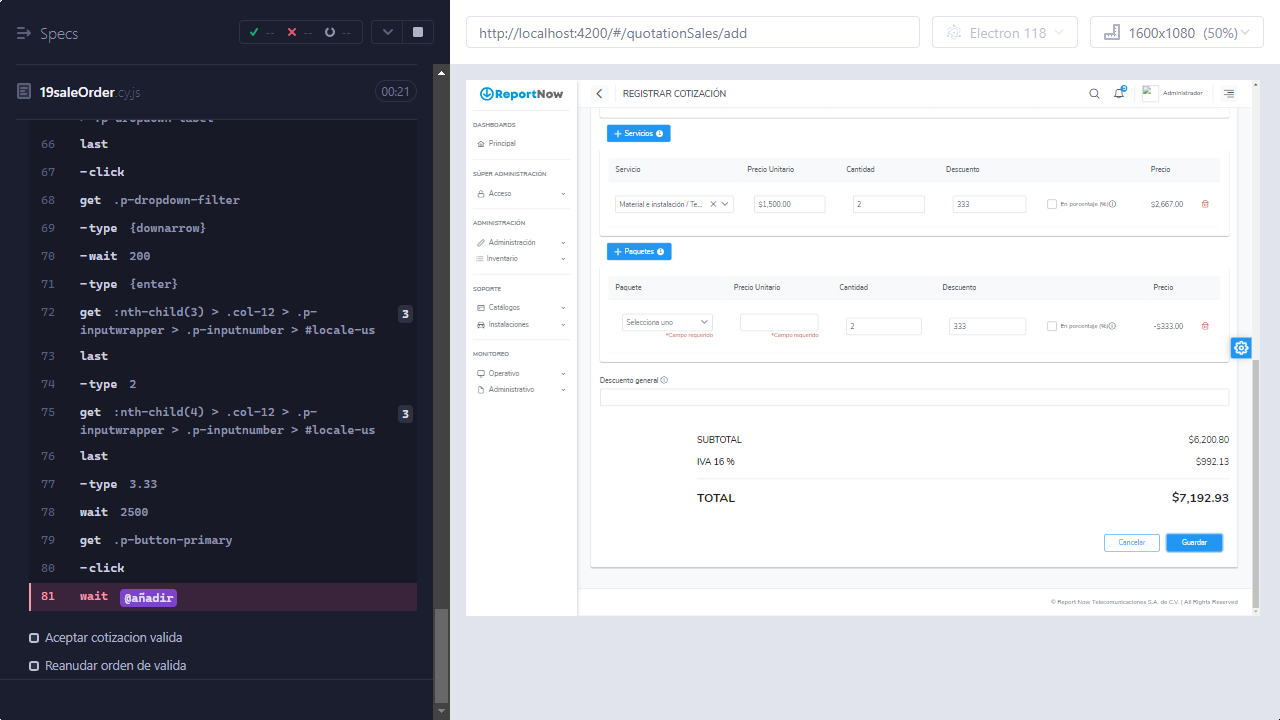 Specs
-- -- --
19saleOrder.cy.js 00:21
> .p-dropdown-label
66 last
67 -click
68 get .p-dropdown-filter
69 -type {downarrow}
70 -wait 200
71 -type {enter}
72 get :nth-child(3) > .col-12 > .p-inputwrapper > .p-inputnumber > #locale-us 3
73 last
74 -type 2
75 get :nth-child(4) > .col-12 > .p-inputwrapper > .p-inputnumber > #locale-us 3
76 last
77 -type 3.33
78 wait 2500
79 get .p-button-primary
80 -click
81 wait @añadir
Aceptar cotizacion valida
Reanudar orden de valida
http://localhost:4200/#/quotationSales/add
Electron 118
1600x1080 (50%)
ReportNow
DASHBOARDS
Principal
SÚPER ADMINISTRACIÓN
Acceso
ADMINISTRACIÓN
Administración
Inventario
SOPORTE
Catálogos
Instalaciones
MONITOREO
Operativo
Administrativo
REGISTRAR COTIZACIÓN
Administrador
+ Servicios
Servicio Precio Unitario Cantidad Descuento Precio
Material e instalación / Te... $1,500.00 2 333 En porcentaje (%) $2,667.00
+ Paquetes
Paquete Precio Unitario Cantidad Descuento Precio
Selecciona uno 2 333 En porcentaje (%) -$333.00
*Campo requerido *Campo requerido
Descuento general
SUBTOTAL $6,200.80
IVA 16 % $992.13
TOTAL $7,192.93
Cancelar Guardar
© Report Now Telecomunicaciones S.A. de C.V. | All Rights Reserved